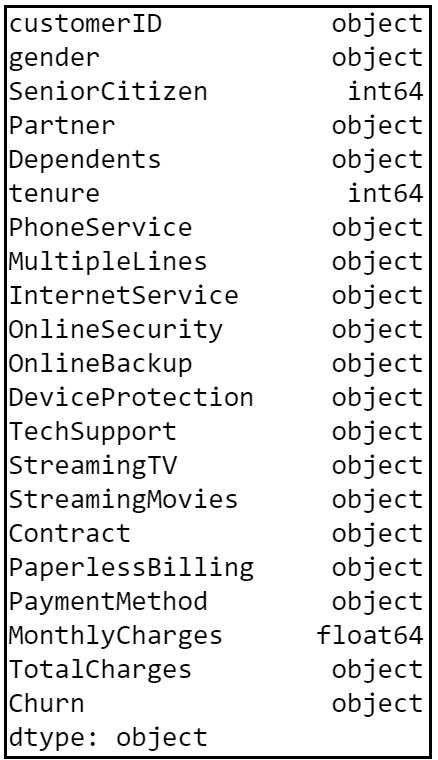 customerID object
gender object
SeniorCitizen int64
Partner object
Dependents object
tenure int64
PhoneService object
MultipleLines object
InternetService object
OnlineSecurity object
OnlineBackup object
DeviceProtection object
TechSupport object
StreamingTV object
StreamingMovies object
Contract object
PaperlessBilling object
PaymentMethod object
MonthlyCharges float64
TotalCharges object
Churn object
dtype: object